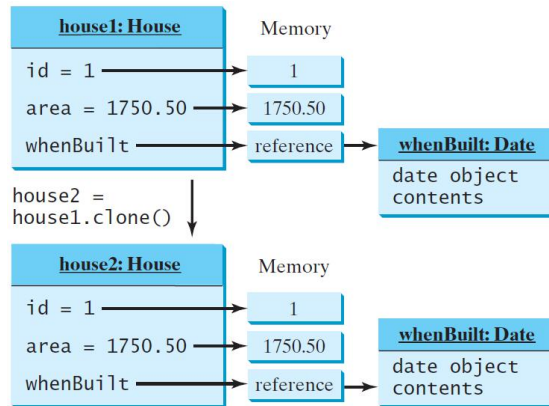 house1: House
Memory
id = 1
1
area = 1750.50
1750.50
whenBuilt
reference
whenBuilt: Date
date object
contents
house2 =
house1.clone()
house2: House
Memory
id = 1
1
area = 1750.50
1750.50
whenBuilt
reference
whenBuilt: Date
date object
contents